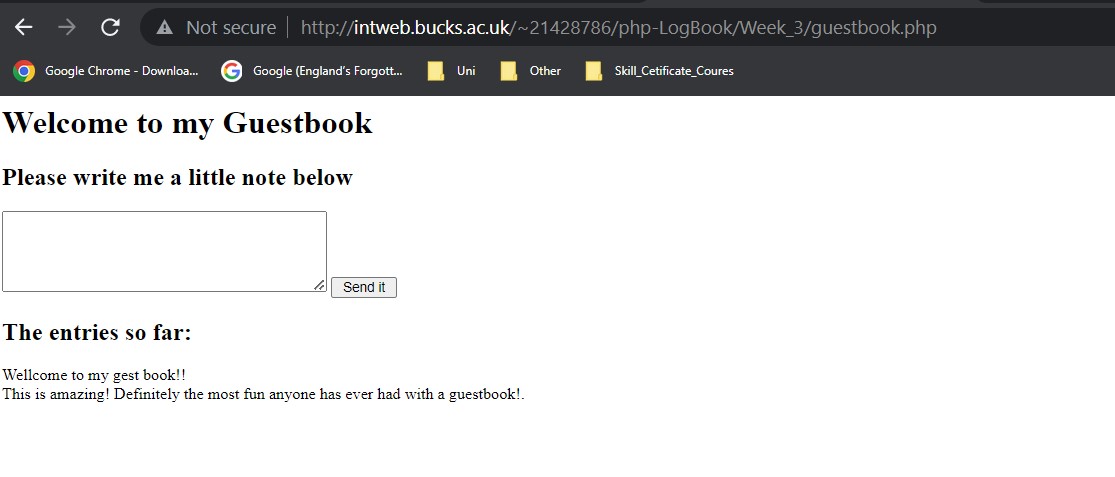 Not secure http://intweb.bucks.ac.uk/~21428786/php-LogBook/Week_3/guestbook.php
Google Chrome - Downloa... Google (England's Forgott... Uni Other Skill_Cetificate_Coures
Welcome to my Guestbook
Please write me a little note below
Send it
The entries so far:
Wellcome to my gest book!!
This is amazing! Definitely the most fun anyone has ever had with a guestbook!.